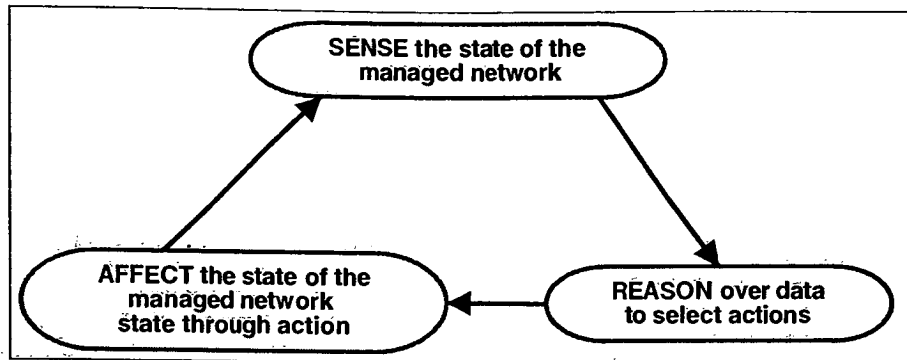 SENSE the state of the
managed network
REASON over data
to select actions
AFFECT the state of the
managed network
state through action